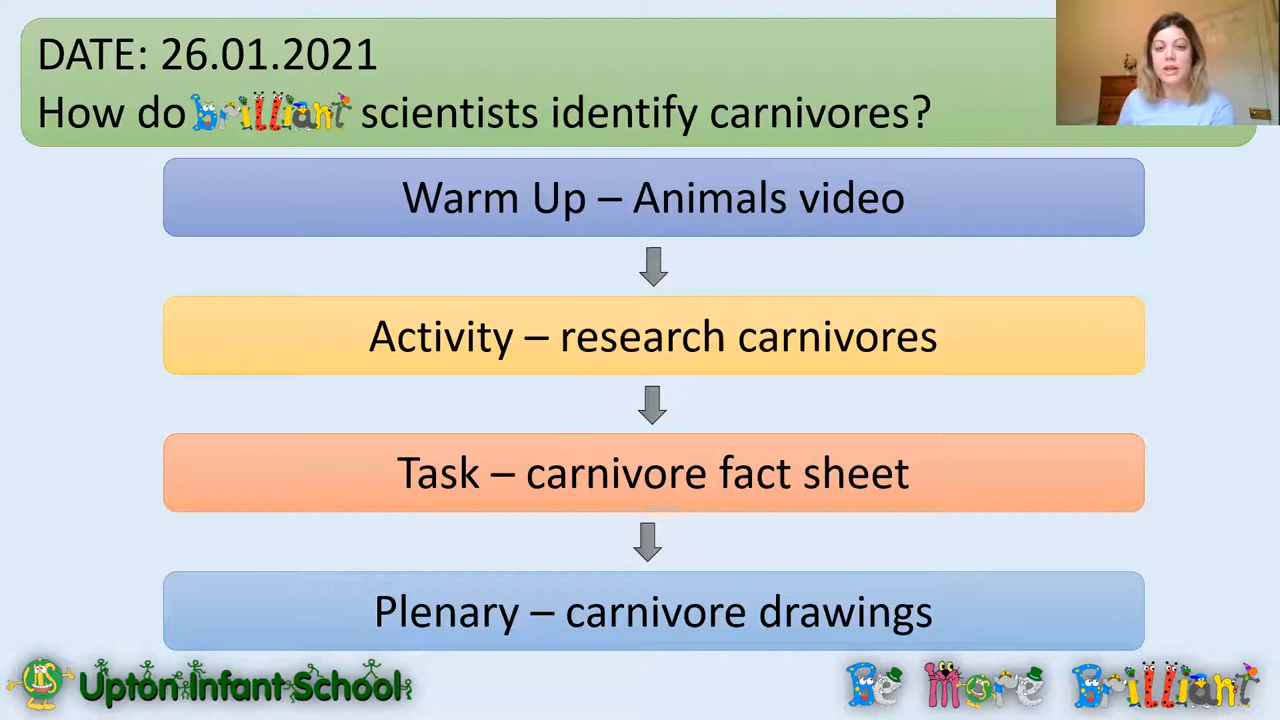 DATE: 26.01.2021
How do brilliant scientists identify carnivores?
Warm Up – Animals video
Activity – research carnivores
Task – carnivore fact sheet
Plenary – carnivore drawings
UIS Upton Infant School
Be More Brilliant